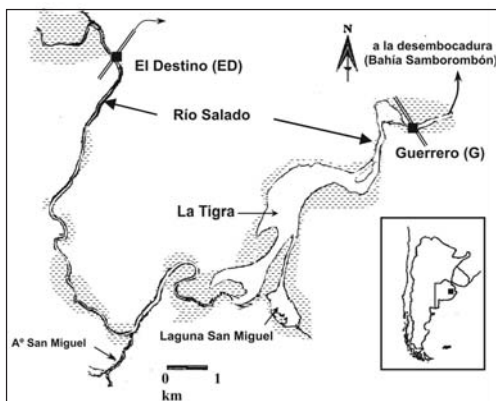 N
a la desembocadura
(Bahía Samborombón)
El Destino (ED)
Río Salado
Guerrero (G)
La Tigra
Laguna San Miguel
Aº San Miguel
0 1
km